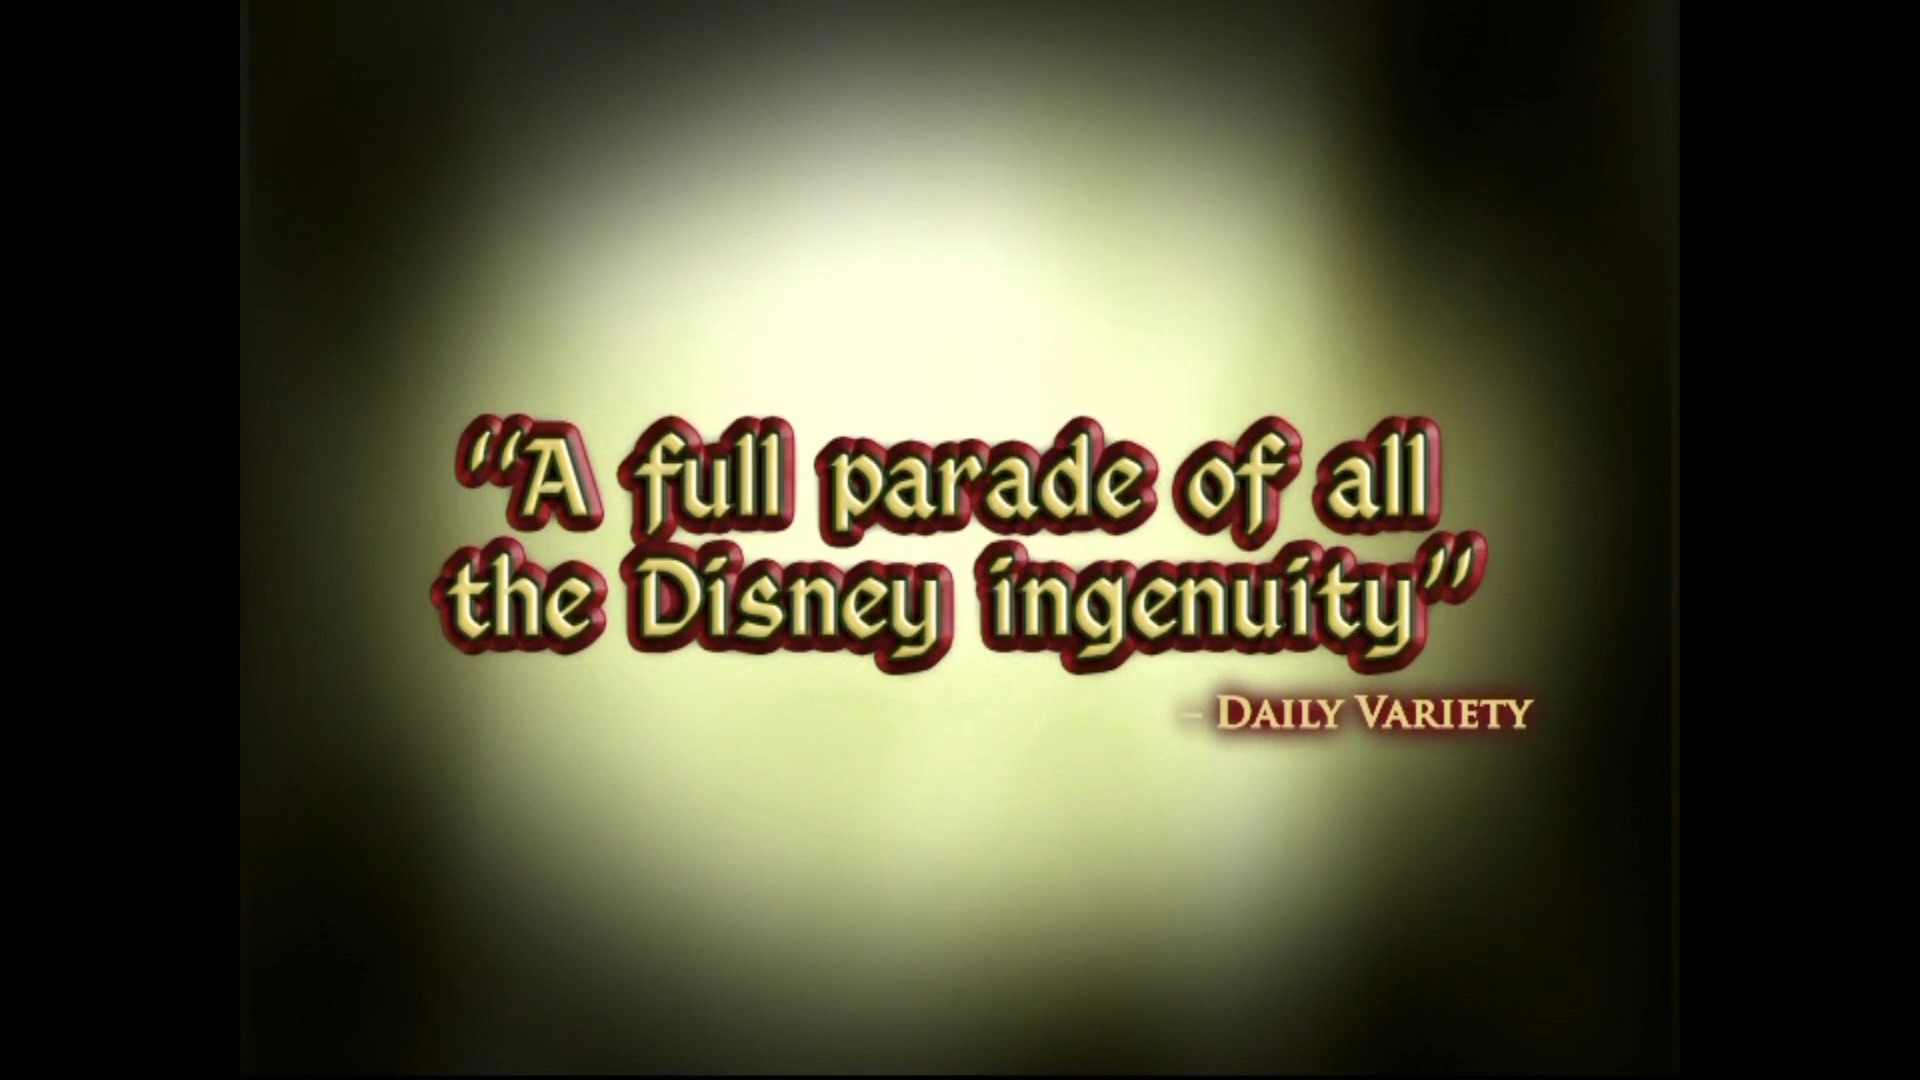 “A full parade of all
the Disney ingenuity”
– DAILY VARIETY